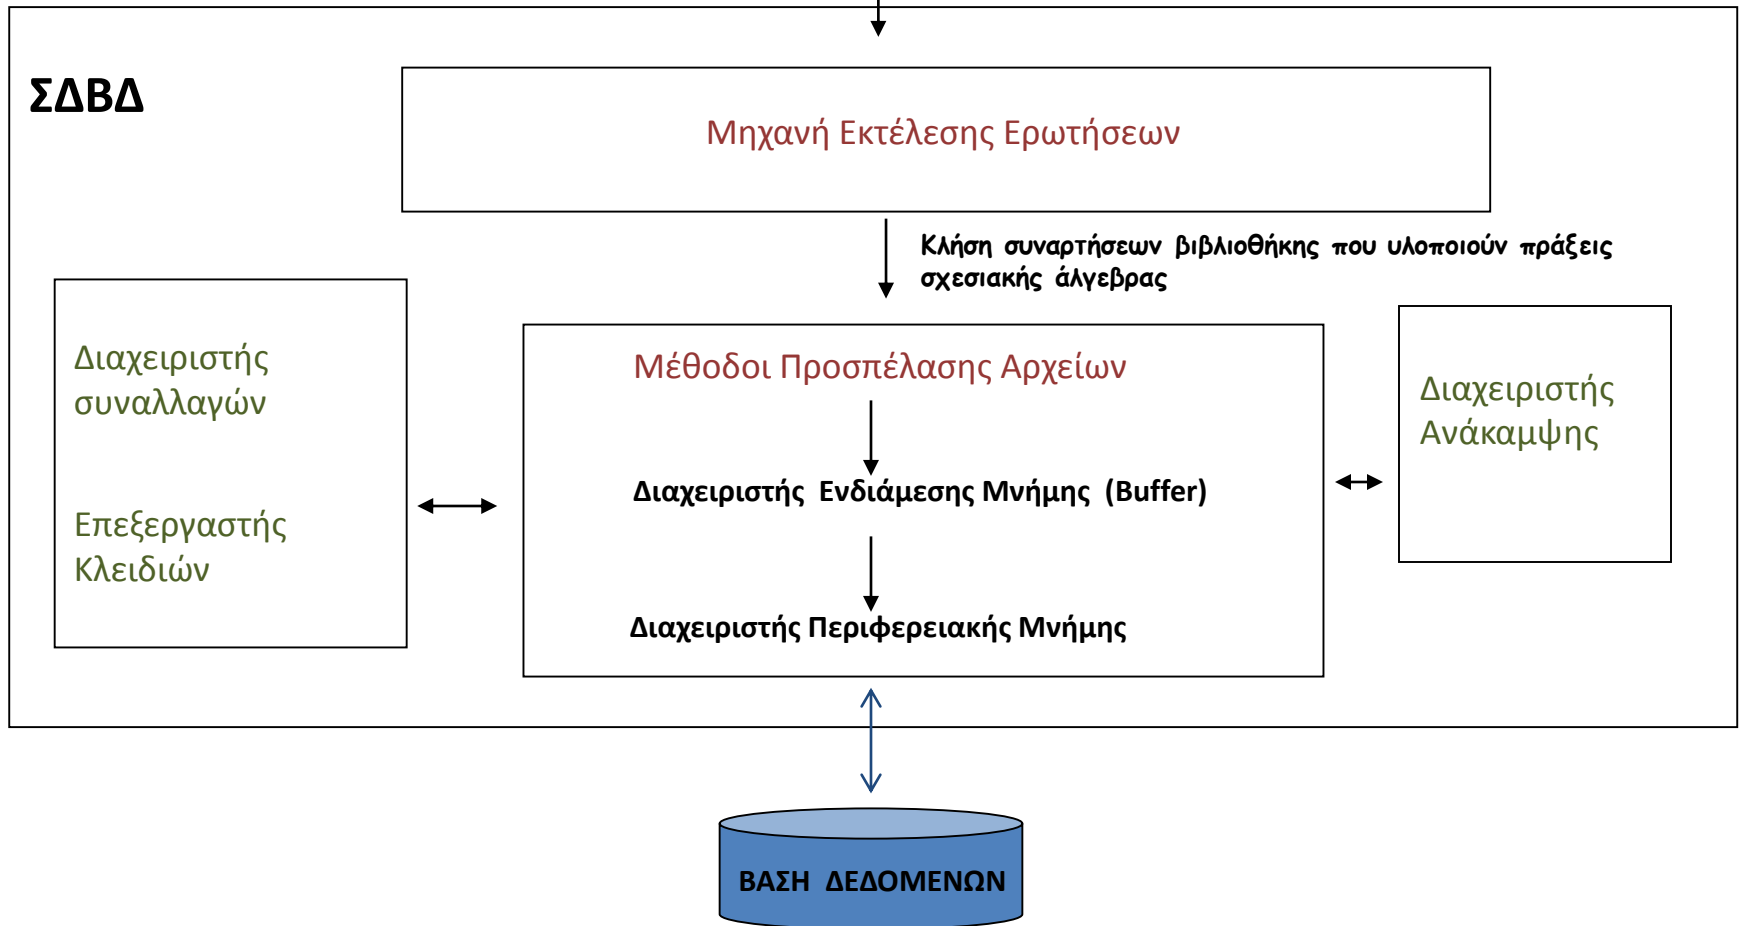 ΣΔΒΔ
Μηχανή Εκτέλεσης Ερωτήσεων
Κλήση συναρτήσεων βιβλιοθήκης που υλοποιούν πράξεις
σχεσιακής άλγεβρας
Διαχειριστής
συναλλαγών
Επεξεργαστής
Κλειδιών
Μέθοδοι Προσπέλασης Αρχείων
Διαχειριστής Ενδιάμεσης Μνήμης (Buffer)
Διαχειριστής Περιφερειακής Μνήμης
Διαχειριστής
Ανάκαμψης
ΒΑΣΗ ΔΕΔΟΜΕΝΩΝ